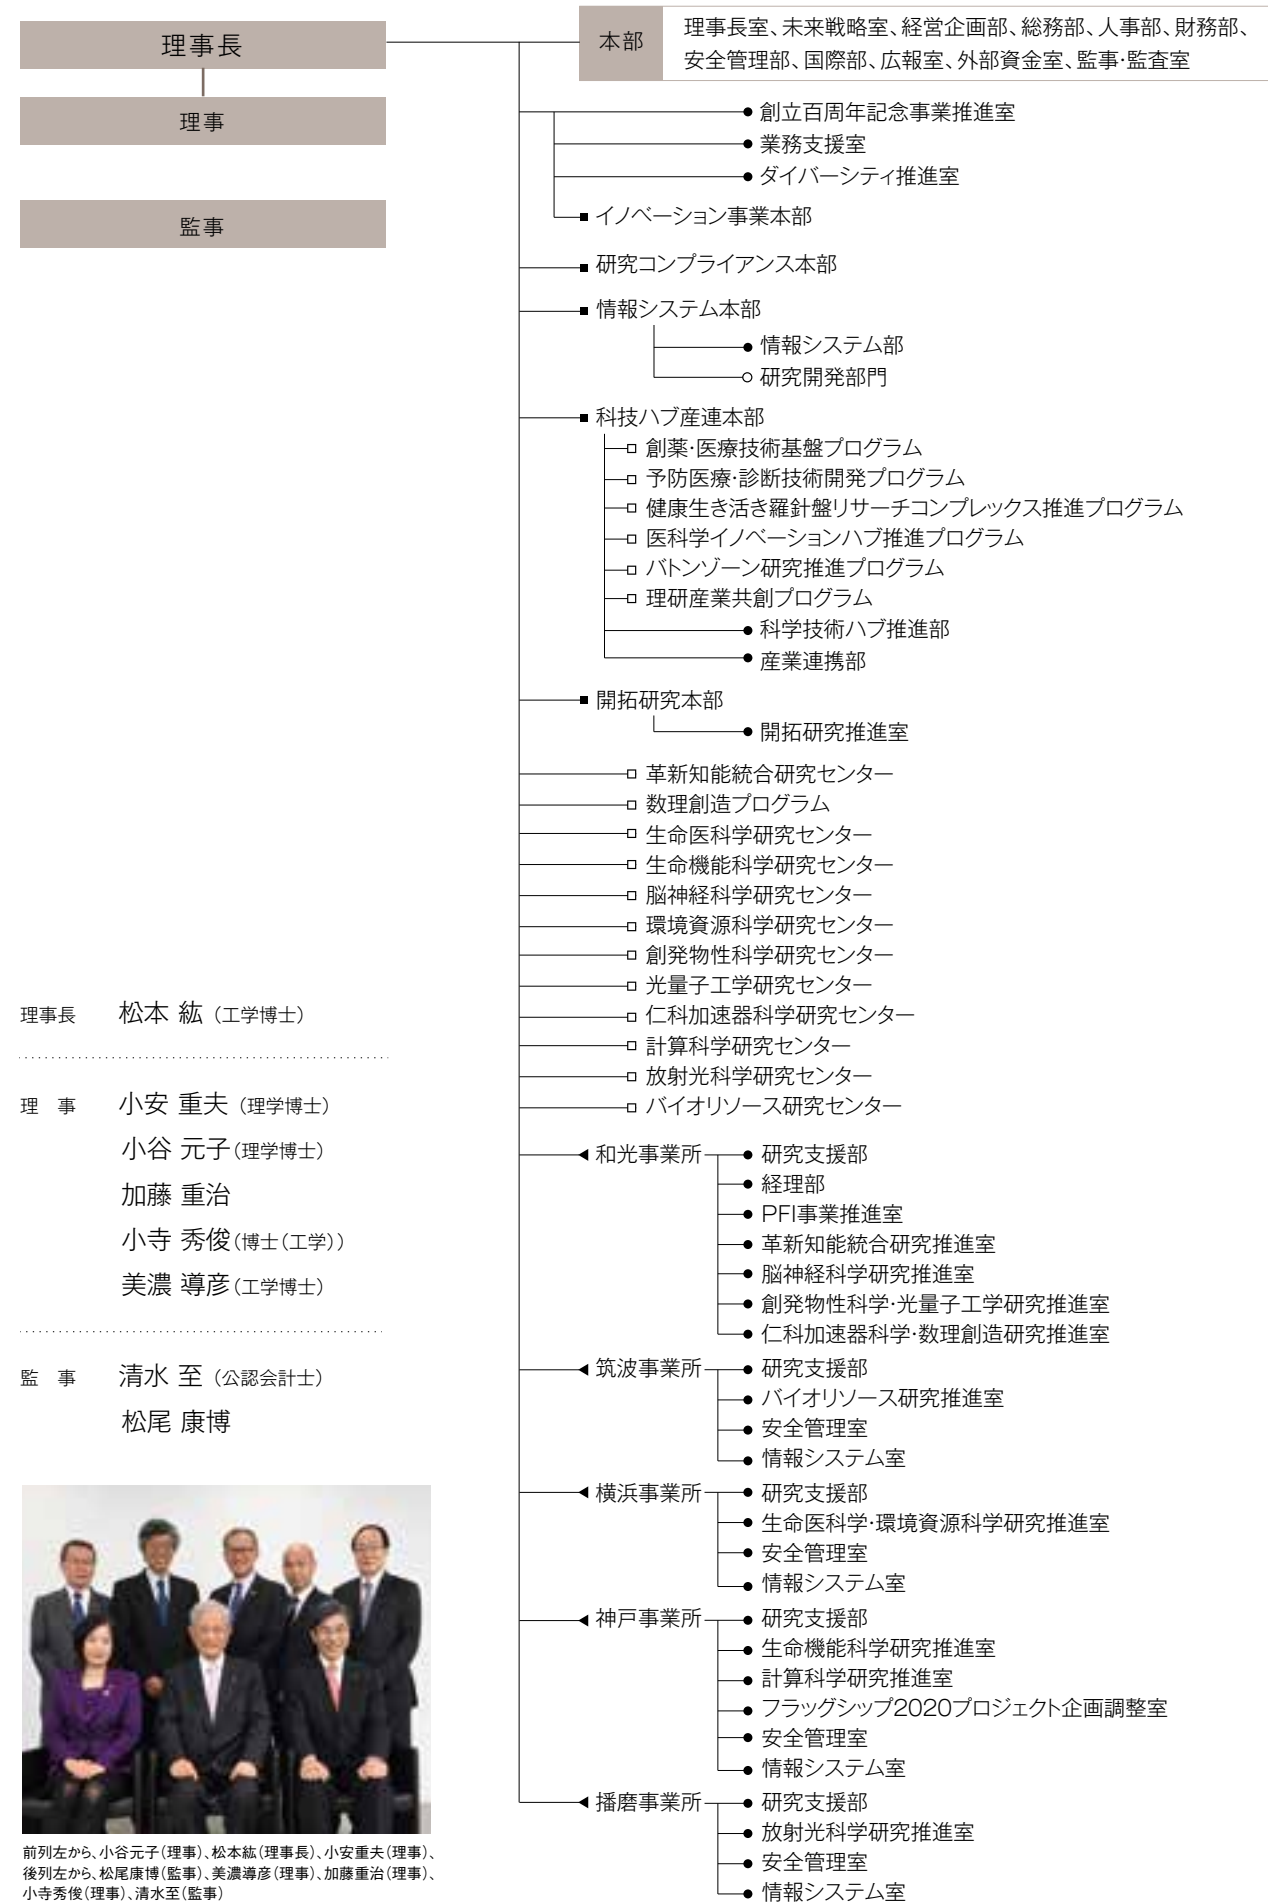 理事長
理事
監事
本部
理事長室、未来戦略室、経営企画部、総務部、人事部、財務部、
安全管理部、国際部、広報室、外部資金室、監事・監査室
創立百周年記念事業推進室
業務支援室
ダイバーシティ推進室
イノベーション事業本部
研究コンプライアンス本部
情報システム本部
情報システム部
研究開発部門
科技ハブ産連本部
創薬・医療技術基盤プログラム
予防医療・診断技術開発プログラム
健康生き活き羅針盤リサーチコンプレックス推進プログラム
医科学イノベーションハブ推進プログラム
バトンゾーン研究推進プログラム
理研産業共創プログラム
科学技術ハブ推進部
産業連携部
開拓研究本部
開拓研究推進室
革新知能統合研究センター
数理創造プログラム
生命医科学研究センター
生命機能科学研究センター
脳神経科学研究センター
環境資源科学研究センター
創発物性科学研究センター
光量子工学研究センター
仁科加速器科学研究センター
計算科学研究センター
放射光科学研究センター
バイオリソース研究センター
和光事業所
研究支援部
経理部
PFI事業推進室
革新知能統合研究推進室
脳神経科学研究推進室
創発物性科学・光量子工学研究推進室
仁科加速器科学・数理創造研究推進室
筑波事業所
研究支援部
バイオリソース研究推進室
安全管理室
情報システム室
横浜事業所
研究支援部
生命医科学・環境資源科学研究推進室
安全管理室
情報システム室
神戸事業所
研究支援部
生命機能科学研究推進室
計算科学研究推進室
フラッグシップ2020プロジェクト企画調整室
安全管理室
情報システム室
播磨事業所
研究支援部
放射光科学研究推進室
安全管理室
情報システム室
理事長 松本 紘（工学博士）
理 事 小安 重夫（理学博士）
小谷 元子（理学博士）
加藤 重治
小寺 秀俊（博士（工学））
美濃 導彦（工学博士）
監 事 清水 至（公認会計士）
松尾 康博
前列左から、小谷元子（理事）、松本紘（理事長）、小安重夫（理事）、
後列左から、松尾康博（監事）、美濃導彦（理事）、加藤重治（理事）、
小寺秀俊（理事）、清水至（監事）